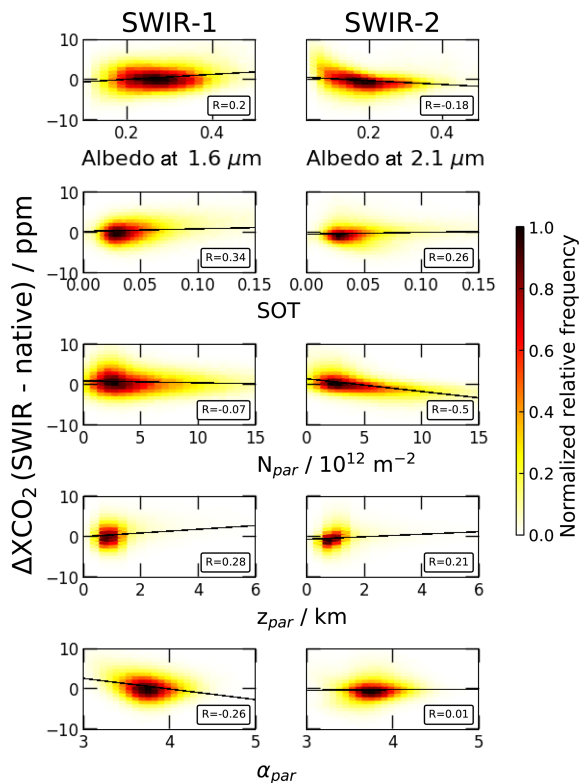 SWIR-1 SWIR-2
10
0
−10
0.2 0.4 0.2 0.4
R=0.2 R=-0.18
Albedo at 1.6 μm Albedo at 2.1 μm
10
0
−10
0.00 0.05 0.10 0.15 0.00 0.05 0.10 0.15
R=0.34 R=0.26
SOT
10
0
−10
0 5 10 15 0 5 10 15
R=-0.07 R=-0.5
N_par / 10^12 m^−2
10
0
−10
0 2 4 6 0 2 4 6
R=0.28 R=0.21
z_par / km
10
0
−10
3 4 5 3 4 5
R=-0.26 R=0.01
α_par
ΔXCO₂ (SWIR - native) / ppm
1.0
0.8
0.6
0.4
0.2
0.0
Normalized relative frequency